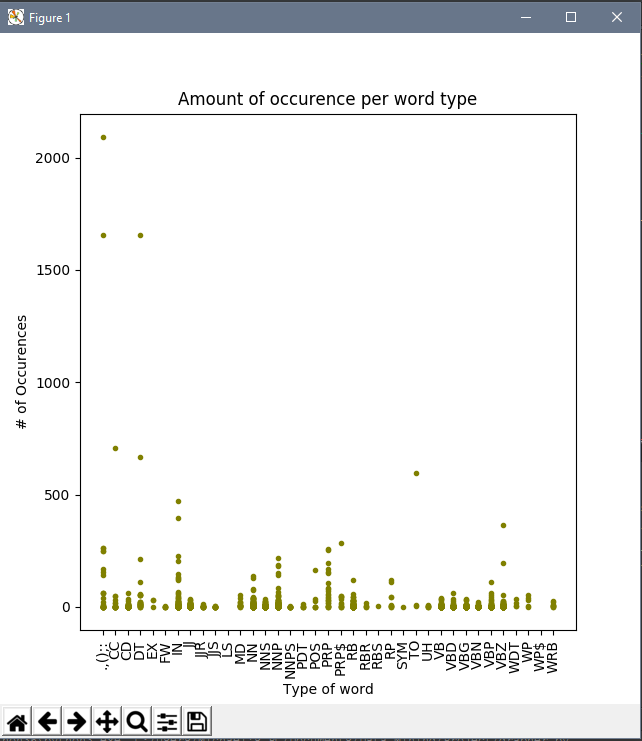 Figure 1
Amount of occurence per word type
2000
1500
1000
500
0
# of Occurences
.,();:
CC
CD
DT
EX
FW
IN
JJ
JJR
JJS
LS
MD
NN
NNS
NNP
NNPS
PDT
POS
PRP
PRP$
RB
RBR
RBS
RP
SYM
TO
UH
VB
VBD
VBG
VBN
VBP
VBZ
WDT
WP
WP$
WRB
Type of word